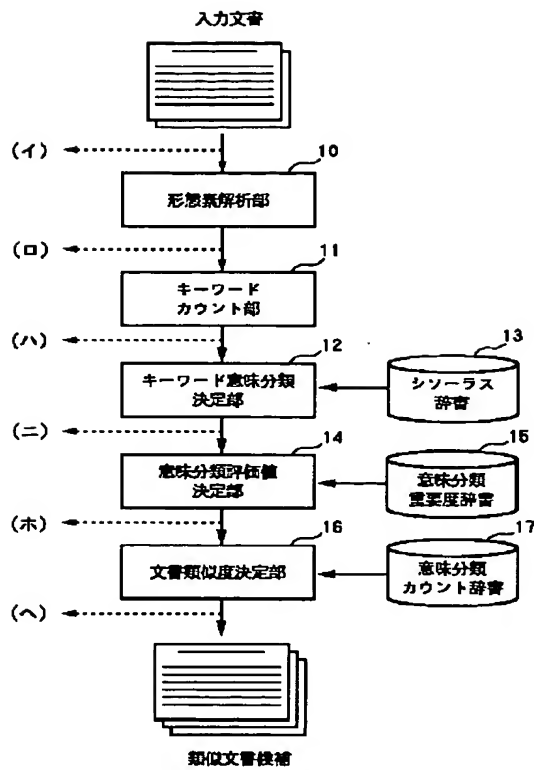 入力文書
(イ)
10
形態素解析部
(ロ)
11
キーワード
カウント部
(ハ)
12
キーワード意味分類
決定部
13
シソーラス
辞書
(ニ)
14
意味分類評価値
決定部
15
意味分類
重要度辞書
(ホ)
16
文書類似度決定部
17
意味分類
カウント辞書
(ヘ)
類似文書候補